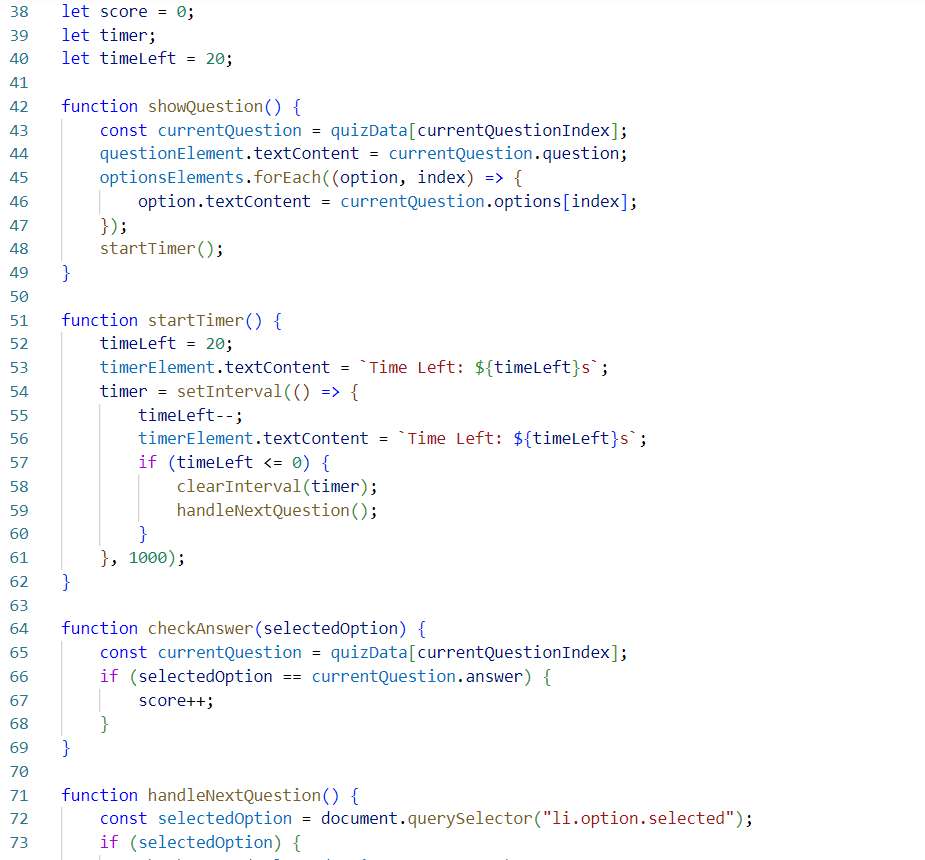 38 let score = 0;
39 let timer;
40 let timeLeft = 20;
41
42 function showQuestion() {
43     const currentQuestion = quizData[currentQuestionIndex];
44     questionElement.textContent = currentQuestion.question;
45     optionsElements.forEach((option, index) => {
46         option.textContent = currentQuestion.options[index];
47     });
48     startTimer();
49 }
50
51 function startTimer() {
52     timeLeft = 20;
53     timerElement.textContent = `Time Left: ${timeLeft}s`;
54     timer = setInterval(() => {
55         timeLeft--;
56         timerElement.textContent = `Time Left: ${timeLeft}s`;
57         if (timeLeft <= 0) {
58             clearInterval(timer);
59             handleNextQuestion();
60         }
61     }, 1000);
62 }
63
64 function checkAnswer(selectedOption) {
65     const currentQuestion = quizData[currentQuestionIndex];
66     if (selectedOption == currentQuestion.answer) {
67         score++;
68     }
69 }
70
71 function handleNextQuestion() {
72     const selectedOption = document.querySelector("li.option.selected");
73     if (selectedOption) {